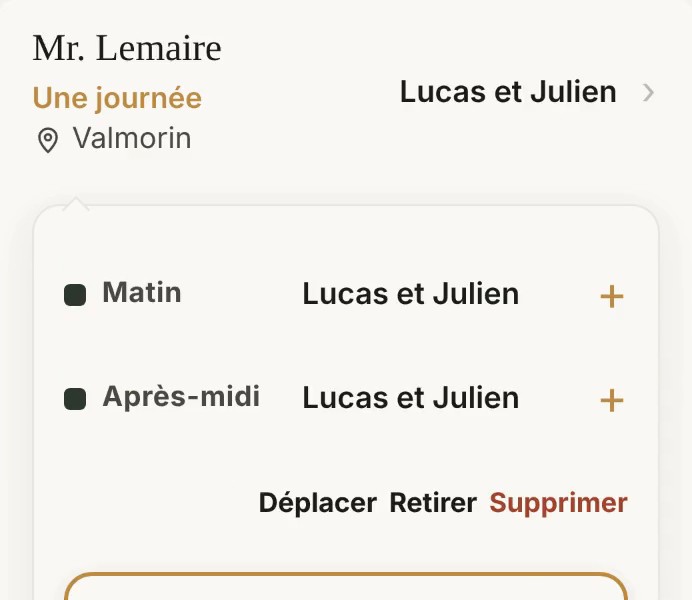 Mr. Lemaire
Une journée
Lucas et Julien
Valmorin
Matin Lucas et Julien +
Après-midi Lucas et Julien +
Déplacer Retirer Supprimer